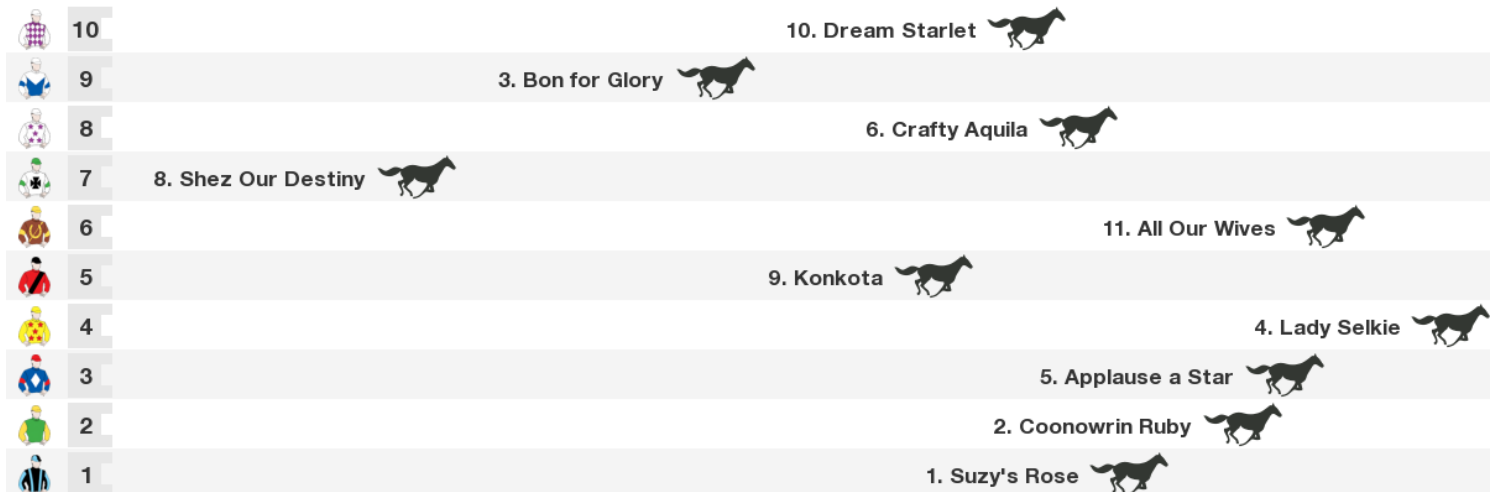 10 10. Dream Starlet
9 3. Bon for Glory
8 6. Crafty Aquila
7 8. Shez Our Destiny
6 11. All Our Wives
5 9. Konkota
4 4. Lady Selkie
3 5. Applause a Star
2 2. Coonowrin Ruby
1 1. Suzy's Rose